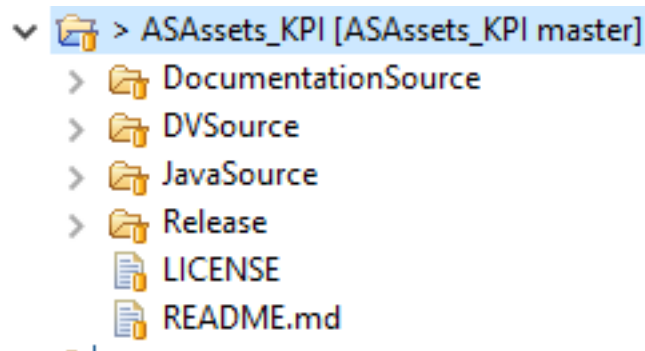 > ASAssets_KPI [ASAssets_KPI master]
DocumentationSource
DVSource
JavaSource
Release
LICENSE
README.md